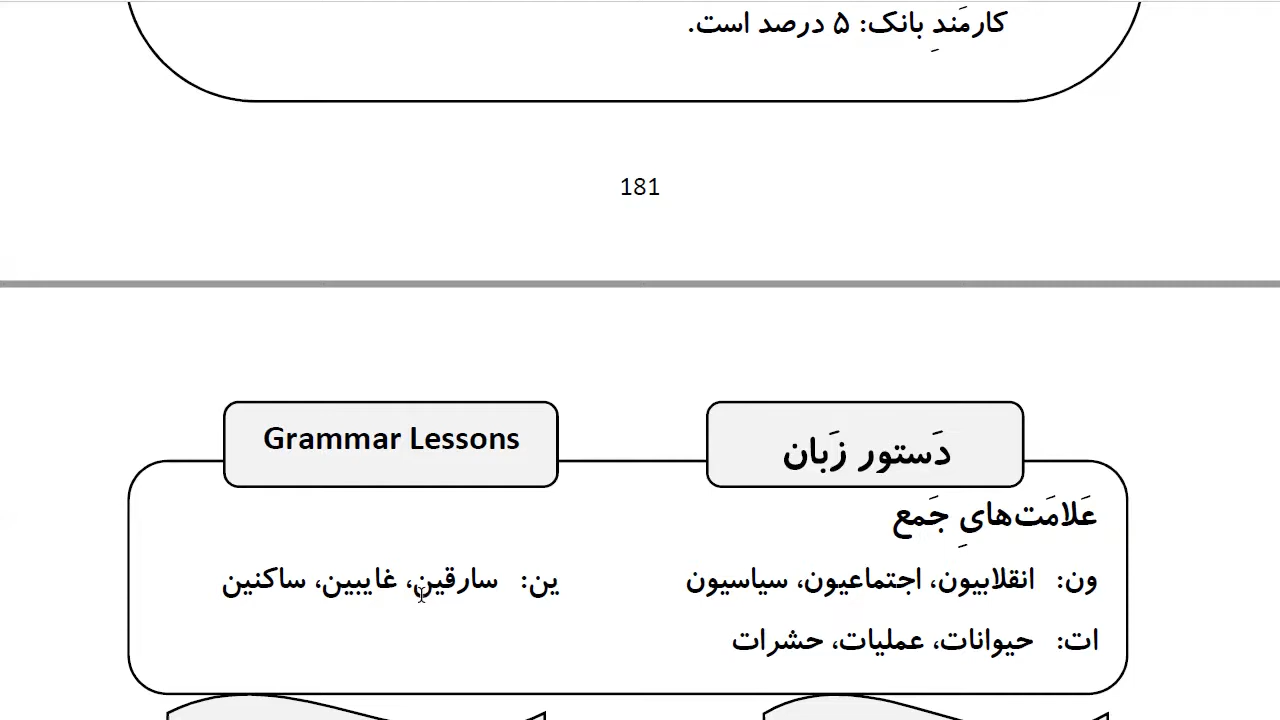 کارمَندِ بانک: ۵ درصد است.
181
دَستور زَبان
Grammar Lessons
عَلامَت‌هایِ جَمع
ون: انقلابیون، اجتماعیون، سیاسیون
ین: سارقین، غایبین، ساکنین
ات: حیوانات، عملیات، حشرات